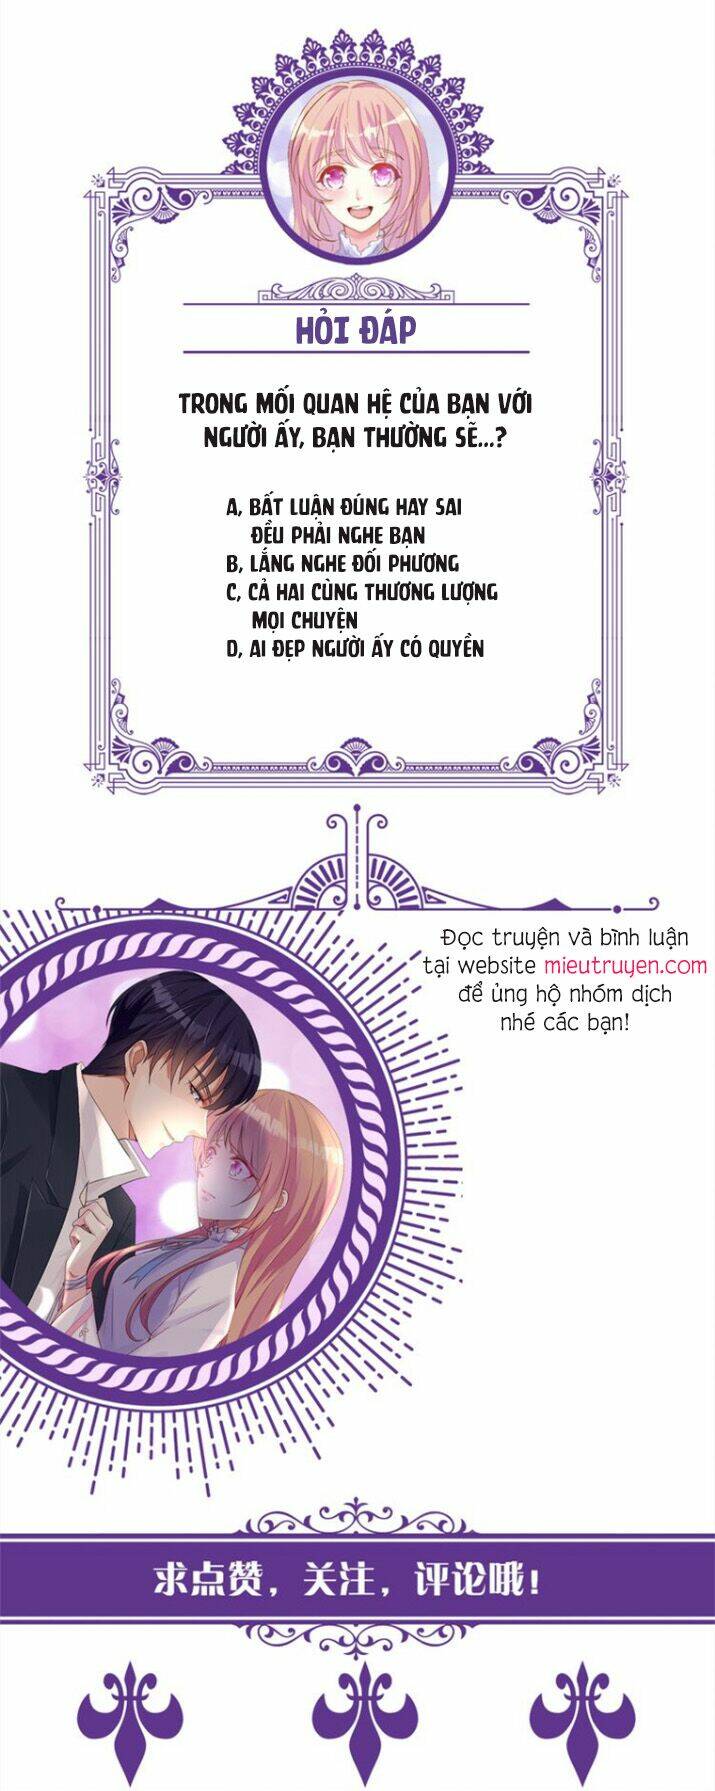 HỎI ĐÁP
TRONG MỐI QUAN HỆ CỦA BẠN VỚI
NGƯỜI ẤY, BẠN THƯỜNG SẼ...?
A, BẤT LUẬN ĐÚNG HAY SAI
ĐỀU PHẢI NGHE BẠN
B, LẮNG NGHE ĐỐI PHƯƠNG
C, CẢ HAI CÙNG THƯƠNG LƯỢNG
MỌI CHUYỆN
D, AI ĐẸP NGƯỜI ẤY CÓ QUYỀN
Đọc truyện và bình luận
tại website mieutruyen.com
để ủng hộ nhóm dịch
nhé các bạn!
求点赞，关注，评论哦！